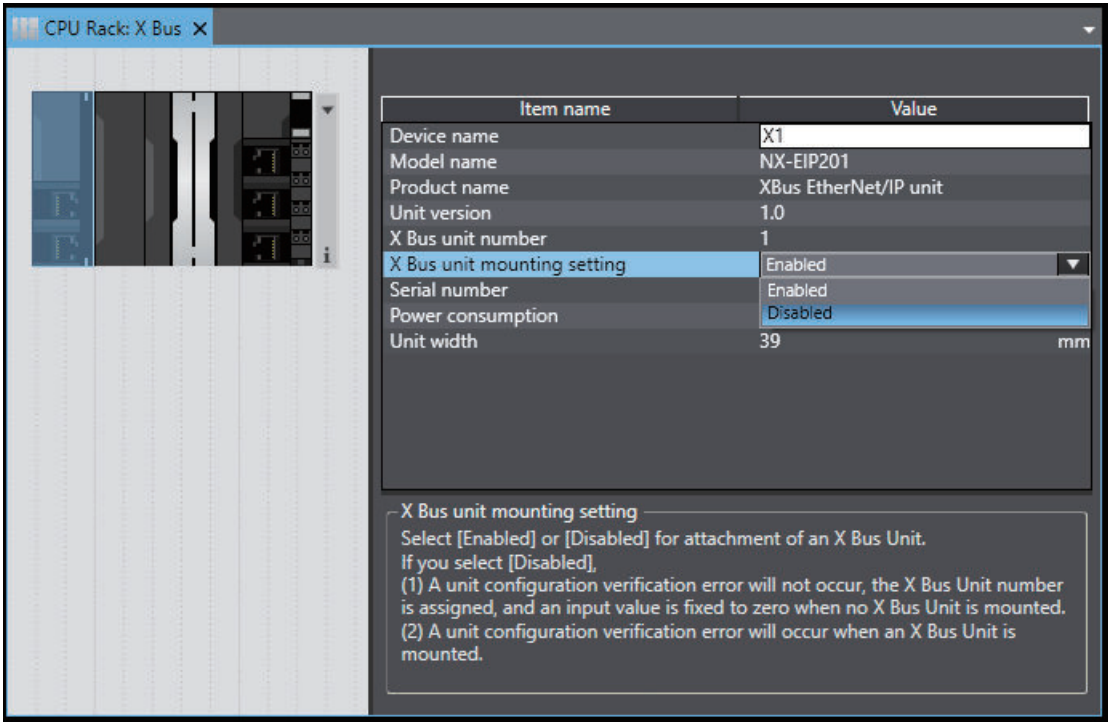 CPU Rack: X Bus
Item name Value
Device name X1
Model name NX-EIP201
Product name XBus EtherNet/IP unit
Unit version 1.0
X Bus unit number 1
X Bus unit mounting setting Enabled
Serial number Enabled
Power consumption Disabled
Unit width 39 mm
i
X Bus unit mounting setting
Select [Enabled] or [Disabled] for attachment of an X Bus Unit.
If you select [Disabled],
(1) A unit configuration verification error will not occur, the X Bus Unit number
is assigned, and an input value is fixed to zero when no X Bus Unit is mounted.
(2) A unit configuration verification error will occur when an X Bus Unit is
mounted.